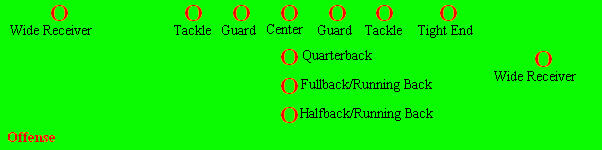 Wide Receiver Tackle Guard Center Guard Tackle Tight End
Quarterback
Wide Receiver
Fullback/Running Back
Halfback/Running Back
Offense